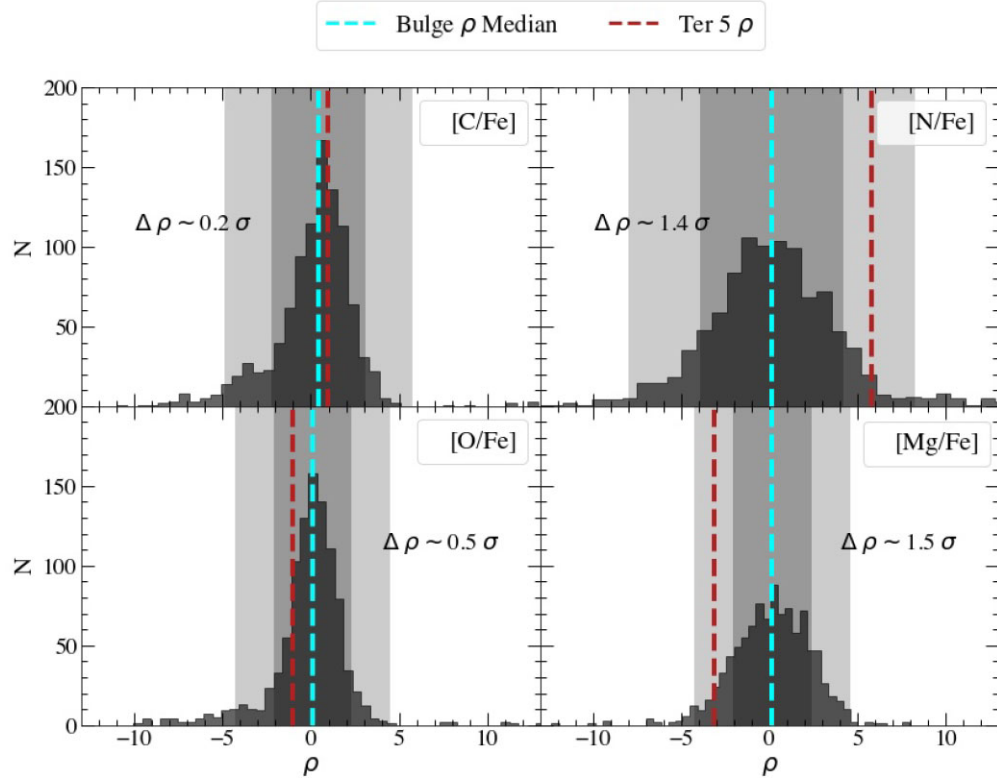 Bulge ρ Median Ter 5 ρ
200
150
100
50
N
[C/Fe]
Δ ρ ~ 0.2 σ
[N/Fe]
Δ ρ ~ 1.4 σ
200
150
100
50
0
N
[O/Fe]
Δ ρ ~ 0.5 σ
[Mg/Fe]
Δ ρ ~ 1.5 σ
−10 −5 0 5 10 −10 −5 0 5 10
ρ ρ